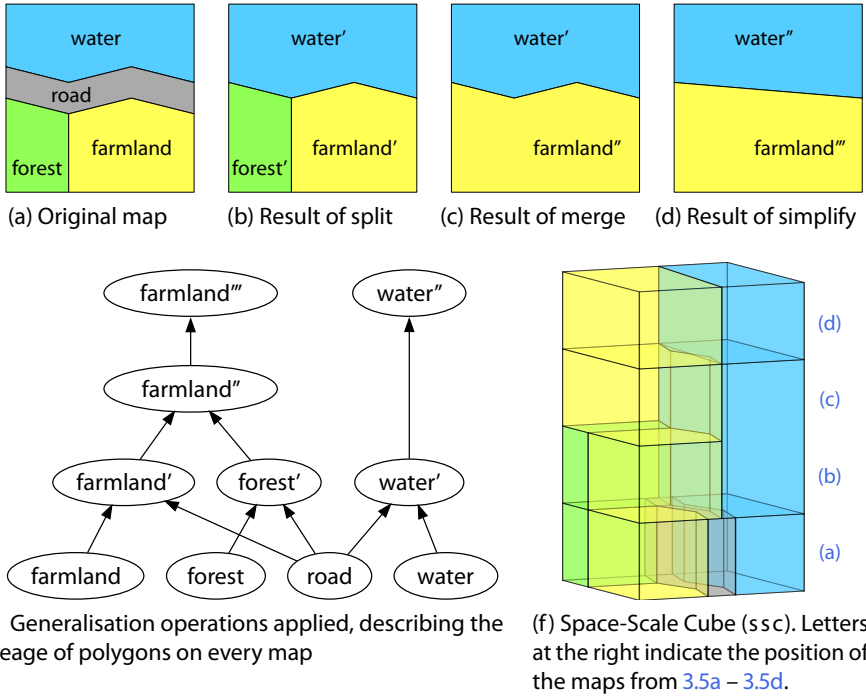 water
road
forest
farmland
water′
forest′
farmland′
water′
farmland″
water″
farmland‴
(a) Original map
(b) Result of split
(c) Result of merge
(d) Result of simplify
farmland‴
water″
farmland″
farmland′
forest′
water′
farmland
forest
road
water
Generalisation operations applied, describing the
eage of polygons on every map
(d)
(c)
(b)
(a)
(f) Space-Scale Cube (ssc). Letters
at the right indicate the position of
the maps from 3.5a – 3.5d.